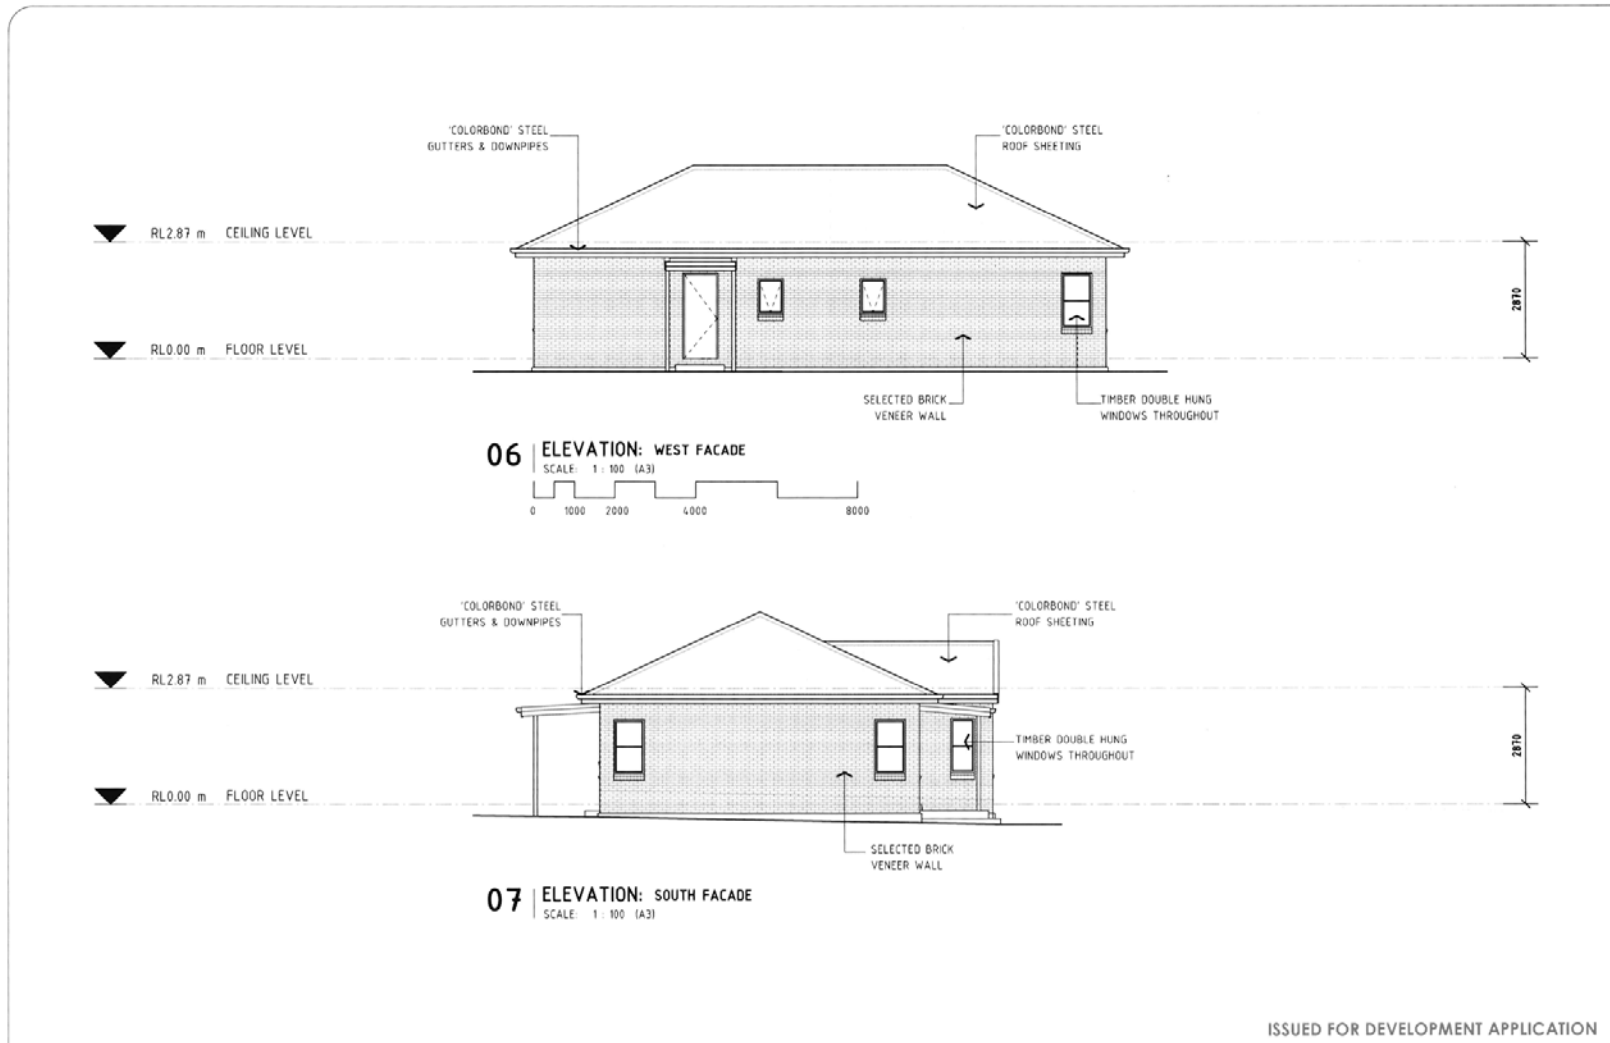 'COLORBOND' STEEL
GUTTERS & DOWNPIPES
'COLORBOND' STEEL
ROOF SHEETING
RL2.87 m CEILING LEVEL
2870
RL0.00 m FLOOR LEVEL
SELECTED BRICK
VENEER WALL
TIMBER DOUBLE HUNG
WINDOWS THROUGHOUT
06 ELEVATION: WEST FACADE
SCALE: 1 : 100 (A3)
0 1000 2000 4000 8000
'COLORBOND' STEEL
GUTTERS & DOWNPIPES
'COLORBOND' STEEL
ROOF SHEETING
RL2.87 m CEILING LEVEL
TIMBER DOUBLE HUNG
WINDOWS THROUGHOUT
2870
RL0.00 m FLOOR LEVEL
SELECTED BRICK
VENEER WALL
07 ELEVATION: SOUTH FACADE
SCALE: 1 : 100 (A3)
ISSUED FOR DEVELOPMENT APPLICATION